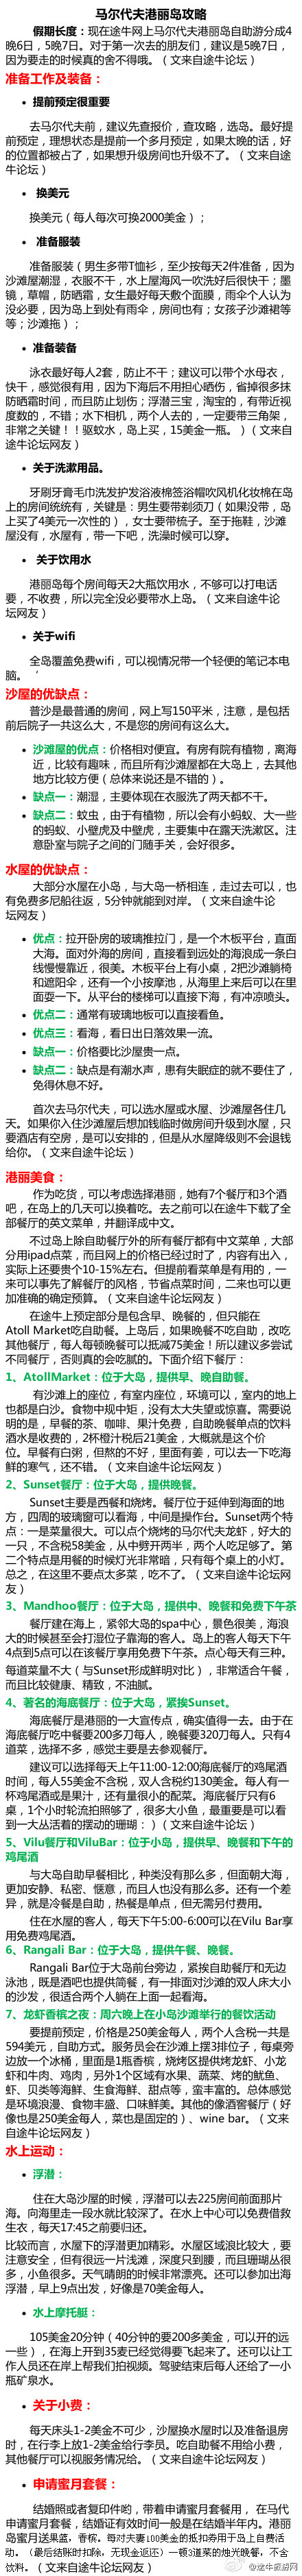 马尔代夫港丽岛攻略
假期长度：现在途牛网上马尔代夫港丽岛自助游分成4
晚6日，5晚7日。对于第一次去的朋友们，建议是5晚7日，
因为要走的时候真的舍不得哦。（文来自途牛论坛）
准备工作及装备：
• 提前预定很重要
去马尔代夫前，建议先查报价，查攻略，选岛。最好提
前预定，理想状态是提前一个多月预定，如果太晚的话，好
的位置都被占了，如果想升级房间也升级不了。（文来自途
牛论坛）
• 换美元
换美元（每人每次可换2000美金）；
• 准备服装
准备服装（男生多带T恤衫，至少按每天2件准备，因为
沙滩屋潮湿，衣服不干，水上屋海风一吹洗好后很快干；墨
镜，草帽，防晒霜，女生最好每天敷个面膜，雨伞个人认为
没必要，因为岛上到处有雨伞，房间也有；女孩子沙滩裙等
等；沙滩拖）；
• 准备装备
泳衣最好每人2套，防止不干；建议可以带个水母衣，
快干，感觉很有用，因为下海后不用担心晒伤，省掉很多抹
防晒霜时间，而且防止划伤；浮潜三宝，淘宝的，有带近视
度数的，不错；水下相机，两个人去的，一定要带三角架，
非常之关键！！驱蚊水，岛上买，15美金一瓶。）（文来自
途牛论坛网友）
• 关于洗漱用品。
牙刷牙膏毛巾洗发护发浴液棉签浴帽吹风机化妆棉在岛
上的房间统统有，关键是：男生要带剃须刀（如果没带，岛
上买了4美元一次性的），女士要带梳子。至于拖鞋，沙滩
屋没有，水屋有，带一下吧，洗澡时候可以穿。
• 关于饮用水
港丽岛每个房间每天2大瓶饮用水，不够可以打电话
要，不收费，所以完全没必要带水上岛。（文来自途牛论
坛网友）
• 关于wifi
全岛覆盖免费wifi，可以视情况带一个轻便的笔记本电
脑。
沙屋的优缺点：
普沙是最普通的房间，网上写150平米，注意，是包括
前后院子一共这么大，不是您的房间有这么大。
• 沙滩屋的优点：价格相对便宜。有房有院有植物，离海
近，比较有趣味，而且所有沙滩屋都在大岛上，去其他
地方比较方便（总体来说还是不错的）。
• 缺点一：潮湿，主要体现在衣服洗了两天都不干。
• 缺点二：蚊虫，由于有植物，所以会有小蚂蚁、大一些
的蚂蚁、小壁虎及中壁虎，主要集中在露天洗漱区。注
意卧室与院子之间的门随手关，会好很多。
水屋的优缺点：
大部分水屋在小岛，与大岛一桥相连，走过去可以，也
有免费多尼船往返，5分钟就能到对岸。（文来自途牛论
坛网友）
• 优点：拉开卧房的玻璃推拉门，是一个木板平台，直面
大海。面对外海的房间，直接看到远处的海浪成一条白
线慢慢靠近，很美。木板平台上有小桌，2把沙滩躺椅
和遮阳伞，还有一个小按摩池，从海里上来后可以在里
面耍一下。从平台的楼梯可以直接下海，有冲凉喷头。
• 优点二：通常有玻璃地板可以直接看鱼。
• 优点三：看海，看日出日落效果一流。
• 缺点一：价格要比沙屋贵一点。
• 缺点二：缺点是有潮水声，患有失眠症的就不要住了，
免得休息不好。
首次去马尔代夫，可以选水屋或水屋、沙滩屋各住几
天。如果你入住沙滩屋后想加钱临时做房间升级到水屋，只
要酒店有空房，是可以安排的，但是从水屋降级则不会退钱
给你。（文来自途牛论坛）
港丽美食：
作为吃货，可以考虑选择港丽，她有7个餐厅和3个酒
吧，在岛上的几天可以换着吃。去之前可以在途牛下载了全
部餐厅的英文菜单，并翻译成中文。
不过岛上除自助餐厅外的所有餐厅都有中文菜单，大部
分用ipad点菜，而且网上的价格已经过时了，内容有出入，
实际上还要贵个10-15%左右。但提前看菜单是有用的，一
来可以事先了解餐厅的风格，节省点菜时间，二来也可以更
加准确的确定预算。（文来自途牛论坛网友）
在途牛上预定部分是包含早、晚餐的，但只能在
Atoll Market吃自助餐。上岛后，如果晚餐不吃自助，改吃
其他餐厅，每人每顿晚餐可以抵减75美金！所以建议多尝试
不同餐厅，否则真的会吃腻的。下面介绍下餐厅：
1、AtollMarket：位于大岛，提供早、晚自助餐。
有沙滩上的座位，有室内座位，环境可以，室内的地上
也都是白沙。食物中规中矩，没有太大失望或惊喜。需要说
明的是，早餐的茶、咖啡、果汁免费，自助晚餐单点的饮料
酒水是收费的，2杯橙汁税后21美金，大概就是这个价
位。早餐有白粥，但熬的不好，里面有姜，可以去一下吃海
鲜的寒气，还不错。（文来自途牛论坛网友）
2、Sunset餐厅：位于大岛，提供晚餐。
Sunset主要是西餐和烧烤。餐厅位于延伸到海面的地
方，四周的玻璃窗可以看海，中间是操作台。Sunset两个特
点：一是菜量很大。可以点个烧烤的马尔代夫龙虾，好大的
一只，不含税58美金，从中劈开两半，两个人吃足够了。第
二个特点是用餐的时候灯光非常暗，只有每个桌上的小灯。
总之，在这里不要点太多菜，吃不了。（文来自途牛论坛网
友）
3、Mandhoo餐厅：位于大岛，提供中、晚餐和免费下午茶
餐厅建在海上，紧邻大岛的spa中心，景色很美，海浪
大的时候甚至会打湿位子靠海的客人。岛上的客人每天下午
4点到5点可以在该餐厅享用免费下午茶。点心每天有三种。
每道菜量不大（与Sunset形成鲜明对比），非常适合午餐，
而且比较健康、精致，不油腻。
4、著名的海底餐厅：位于大岛，紧挨Sunset。
海底餐厅是港丽的一大宣传点，确实值得一去。由于在
海底餐厅吃中餐要200多刀每人，晚餐要320刀每人。只有4
道菜，选择不多，感觉主要是去参观餐厅。
建议可以选择每天上午11:00-12:00海底餐厅的鸡尾酒
时间，每人55美金不含税，双人含税约130美金。每人有一
杯鸡尾酒或是果汁，还有量很小的配菜。海底餐厅只有6
桌，1个小时轮流拍照够了，很多大小鱼，最重要是可以看
到一大丛活着的摆动的珊瑚：）（文来自途牛论坛）
5、Vilu餐厅和ViluBar：位于小岛，提供早、晚餐和下午的
鸡尾酒
与大岛自助早餐相比，种类没有那么多，但面朝大海，
更加安静、私密、惬意，而且人也没有那么多。还有一个差
异，就是冷餐是自助，热餐是单点，但无需另付费用。
住在水屋的客人，每天下午5:00-6:00可以在Vilu Bar享
用免费鸡尾酒。
6、Rangali Bar：位于大岛，提供午餐、晚餐。
Rangali Bar位于大岛前台旁边，紧挨自助餐厅和无边
泳池，既是酒吧也提供简餐，有一排面对沙滩的双人床大小
的沙发，很适合两个人躺在上面一起看海。
7、龙虾香槟之夜：周六晚上在小岛沙滩举行的餐饮活动
要提前预定，价格是250美金每人，两个人含税一共是
594美元，自助方式。服务员会在沙滩上摆3排位子，每桌旁
边放一个冰桶，里面是1瓶香槟，烧烤区提供烤龙虾、小龙
虾和牛肉、鸡肉，另外1个区域有水果、蔬菜、烤的鱿鱼、
虾、贝类等海鲜、生食海鲜、甜点等，蛮丰富的。总体感觉
是环境浪漫、食物丰盛、口味鲜美。其他的像酒窖餐厅（好
像也是250美金每人，菜也是固定的）、wine bar。（文来
自途牛论坛网友）
水上运动：
• 浮潜：
住在大岛沙屋的时候，浮潜可以去225房间前面那片
海。向海里走一段水就比较深了。在水上中心可以免费借救
生衣，每天17:45之前要归还。
比较而言，水屋下的浮潜更加精彩。水屋区域浪比较大，要
注意安全，但有很远一片浅滩，深度只到腰，而且珊瑚丛很
多，小鱼很多。天气晴朗的时候非常漂亮。还可以参加出海
浮潜，早上9点出发，好像是70美金每人。
• 水上摩托艇：
105美金20分钟（40分钟的要200多美金，可以开的远
一些），在海上开到35麦已经觉得要飞起来了。还可以让工
作人员还在岸上帮我们拍视频。驾驶结束后每人还给了一小
瓶矿泉水。
• 关于小费：
每天床头1-2美金不可少，沙屋换水屋时以及准备退房
时，在行李上放1-2美金给行李员。吃自助餐不用给小费，
其他餐厅可以视服务情况给。（文来自途牛论坛网友）
• 申请蜜月套餐：
结婚照或者复印件哟，带着申请蜜月套餐用， 在马代
申请蜜月套餐，结婚证有效时间一般是在结婚半年内。港丽
岛蜜月送果盘，香槟，每对夫妻100美金的抵扣券用于岛上自费活
动。（最后结账时扣除，无现金返还）一顿3道菜的烛光晚餐，不含
饮料。（文来自途牛论坛网友）
@途牛旅游网